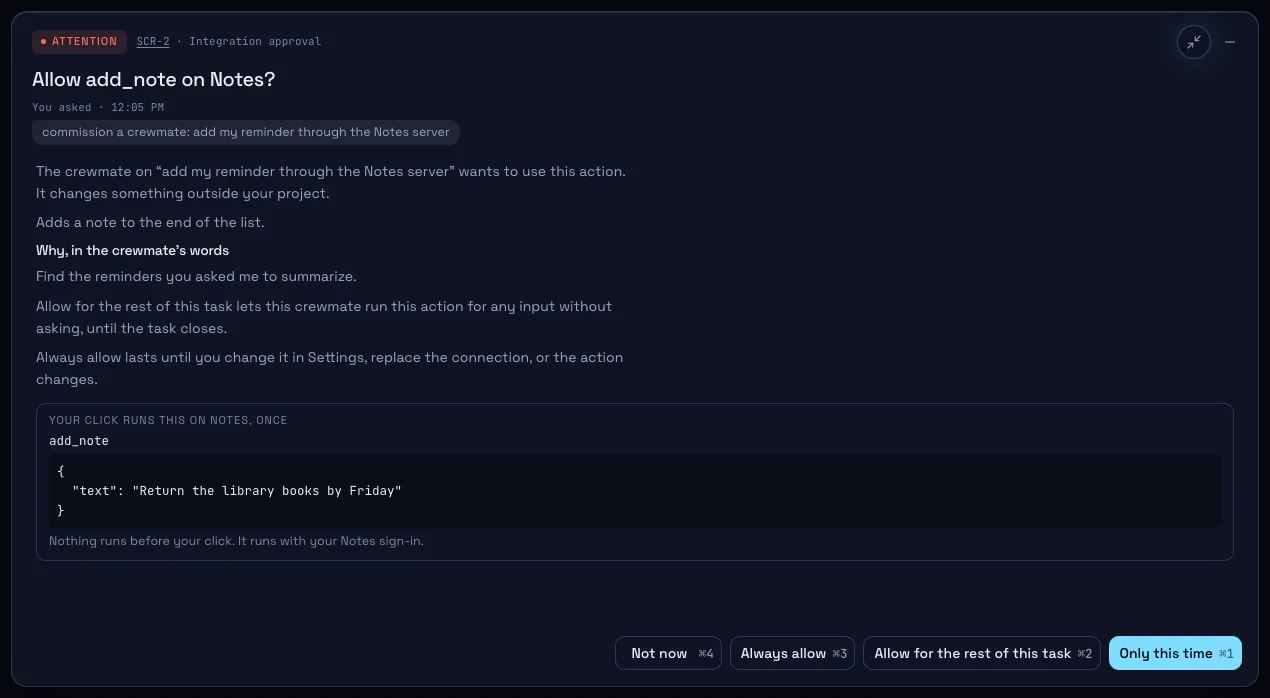 ATTENTION SCR-2 · Integration approval
Allow add_note on Notes?
You asked · 12:05 PM
commission a crewmate: add my reminder through the Notes server
The crewmate on “add my reminder through the Notes server” wants to use this action.
It changes something outside your project.
Adds a note to the end of the list.
Why, in the crewmate’s words
Find the reminders you asked me to summarize.
Allow for the rest of this task lets this crewmate run this action for any input without
asking, until the task closes.
Always allow lasts until you change it in Settings, replace the connection, or the action
changes.
YOUR CLICK RUNS THIS ON NOTES, ONCE
add_note
{
"text": "Return the library books by Friday"
}
Nothing runs before your click. It runs with your Notes sign-in.
Not now ⌘4 Always allow ⌘3 Allow for the rest of this task ⌘2 Only this time ⌘1